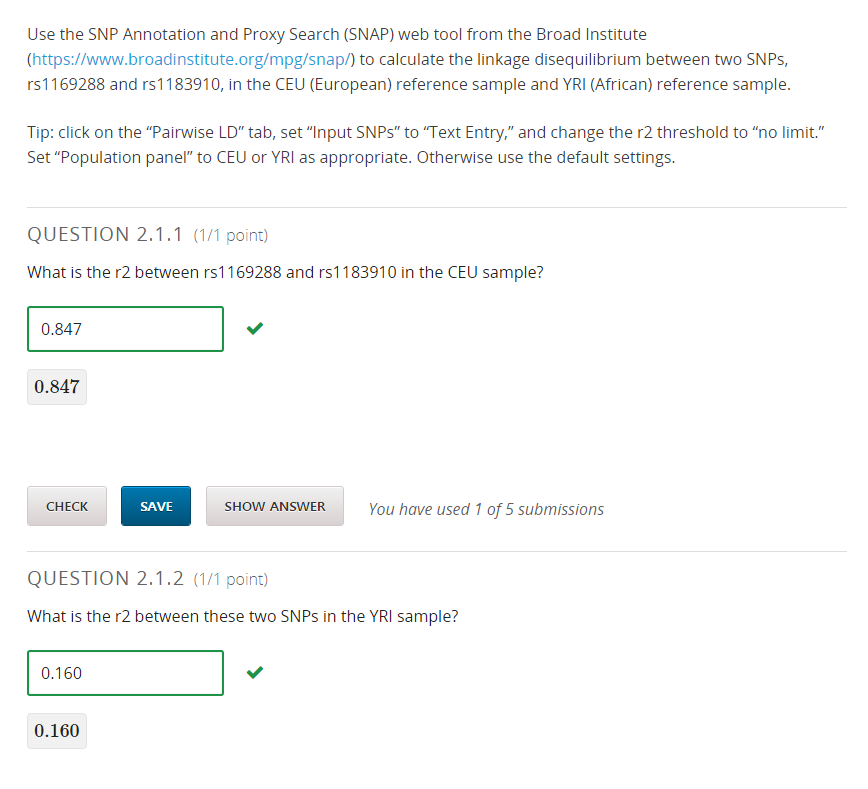 Use the SNP Annotation and Proxy Search (SNAP) web tool from the Broad Institute
(https://www.broadinstitute.org/mpg/snap/) to calculate the linkage disequilibrium between two SNPs,
rs1169288 and rs1183910, in the CEU (European) reference sample and YRI (African) reference sample.
Tip: click on the “Pairwise LD” tab, set “Input SNPs” to “Text Entry,” and change the r2 threshold to “no limit.”
Set “Population panel” to CEU or YRI as appropriate. Otherwise use the default settings.
QUESTION 2.1.1 (1/1 point)
What is the r2 between rs1169288 and rs1183910 in the CEU sample?
0.847
0.847
CHECK SAVE SHOW ANSWER You have used 1 of 5 submissions
QUESTION 2.1.2 (1/1 point)
What is the r2 between these two SNPs in the YRI sample?
0.160
0.160